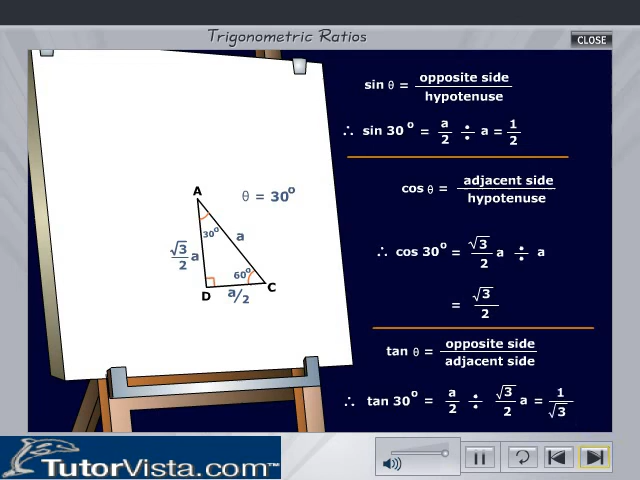 Trigonometric Ratios
CLOSE
sin θ = opposite side / hypotenuse
∴ sin 30° = a/2 ÷ a = 1/2
cos θ = adjacent side / hypotenuse
∴ cos 30° = √3/2 a ÷ a
= √3/2
tan θ = opposite side / adjacent side
∴ tan 30° = a/2 ÷ √3/2 a = 1/√3
A
θ = 30°
30°
a
√3/2 a
60°
D
a/2
C
TutorVista.com™